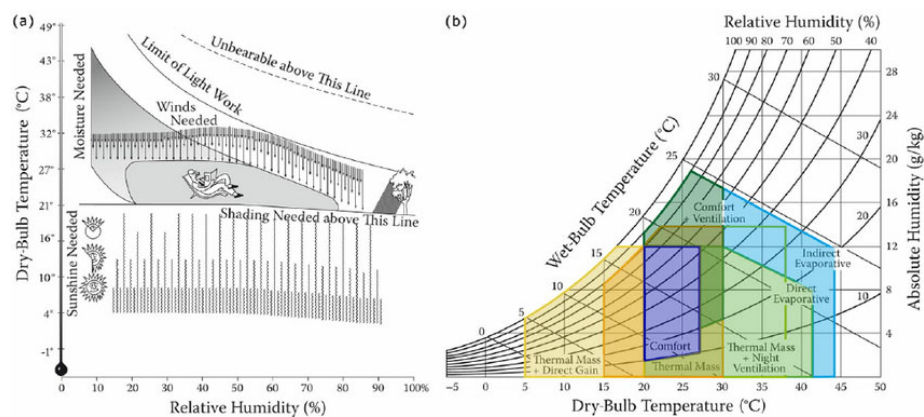 (a)
49°
43°
38°
32°
27°
21°
16°
10°
4°
-1°
0
Dry-Bulb Temperature (°C)
Moisture Needed
Sunshine Needed
Unbearable above This Line
Limit of Light Work
Winds
Needed
Shading Needed above This Line
0 10 20 30 40 50 60 70 80 90 100%
Relative Humidity (%)
(b)
Relative Humidity (%)
100 90 80 70 60 50 40
Wet-Bulb Temperature (°C)
0
5
10
15
20
25
30
10
Absolute Humidity (g/kg)
28
24
20
16
12
8
4
Comfort
Ventilation
Indirect
Evaporative
Direct
Evaporative
Comfort
Thermal Mass
+ Direct Gain
Thermal Mass
Thermal Mass
+ Night
Ventilation
-5 0 5 10 15 20 25 30 35 40 45 50
Dry-Bulb Temperature (°C)